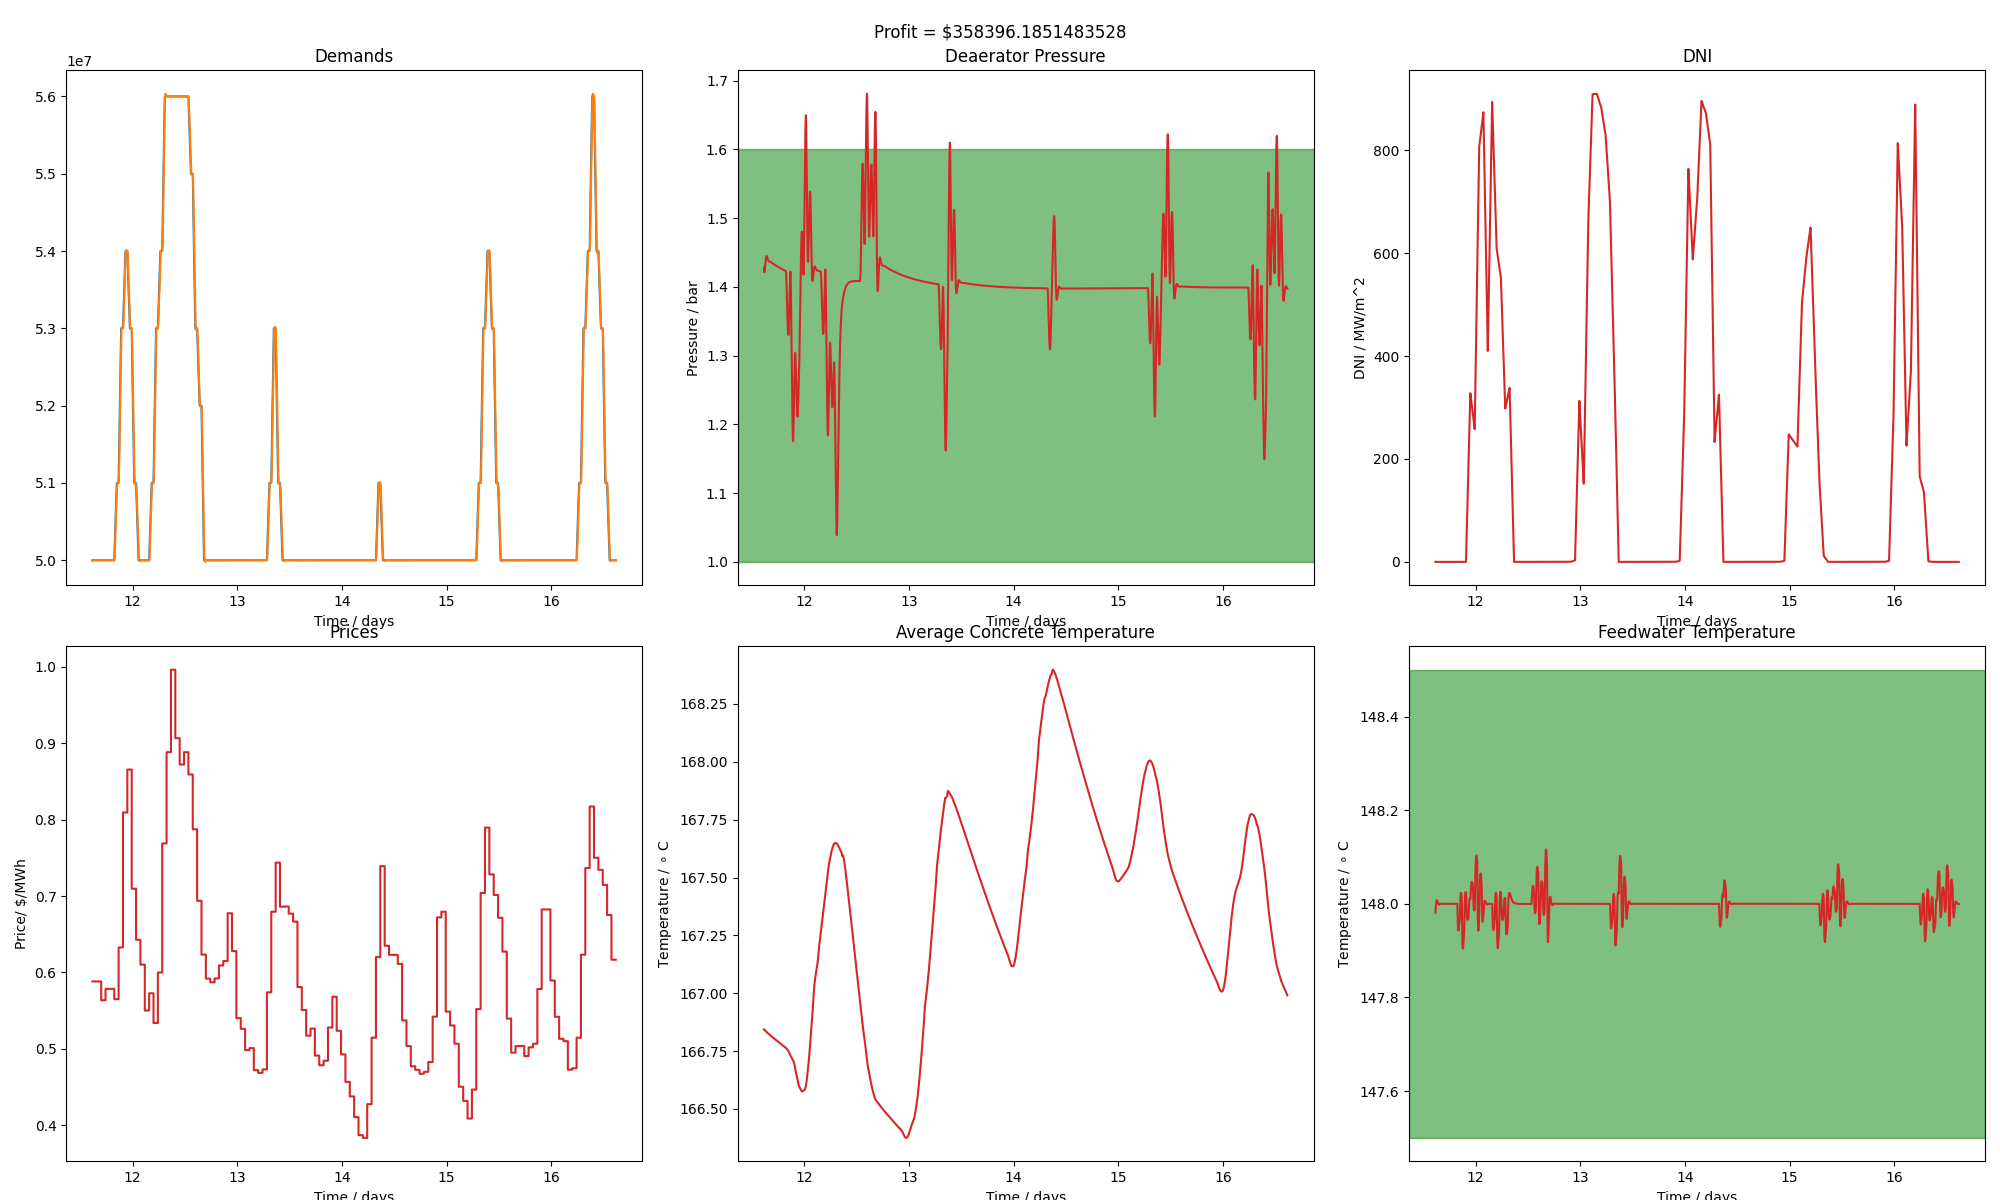 Profit = $358396.1851483528
Demands
1e7
5.6
5.5
5.4
5.3
5.2
5.1
5.0
12 13 14 15 16
Time / days
Deaerator Pressure
Pressure / bar
1.7
1.6
1.5
1.4
1.3
1.2
1.1
1.0
12 13 14 15 16
Time / days
DNI
DNI / MW/m^2
800
600
400
200
0
12 13 14 15 16
Time / days
Prices
Price/ $/MWh
1.0
0.9
0.8
0.7
0.6
0.5
0.4
12 13 14 15 16
Time / days
Average Concrete Temperature
Temperature / ∘ C
168.25
168.00
167.75
167.50
167.25
167.00
166.75
166.50
12 13 14 15 16
Time / days
Feedwater Temperature
Temperature / ∘ C
148.4
148.2
148.0
147.8
147.6
12 13 14 15 16
Time / days